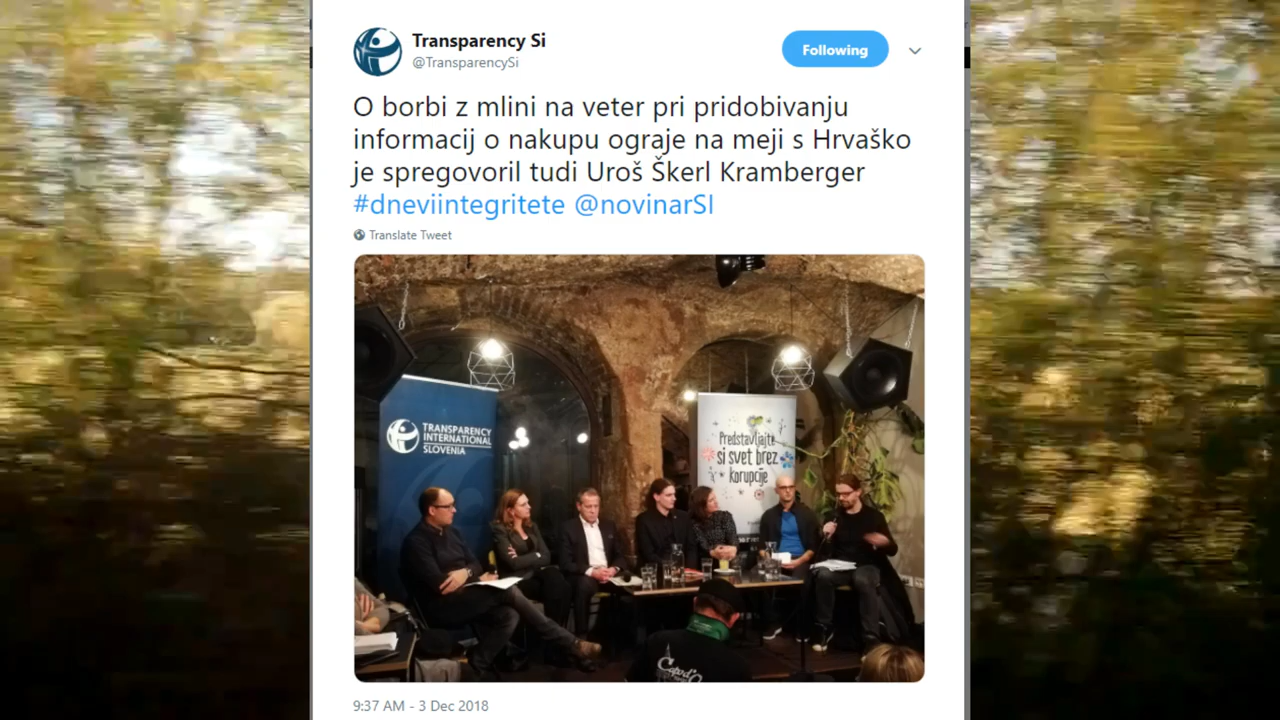 Transparency Si
@TransparencySi
Following
O borbi z mlini na veter pri pridobivanju
informacij o nakupu ograje na meji s Hrvaško
je spregovoril tudi Uroš Škerl Kramberger
#dneviintegritete @novinarSI
Translate Tweet
TRANSPARENCY
INTERNATIONAL
SLOVENIA
Predstavljajte
si svet brez
korupcije
9:37 AM - 3 Dec 2018